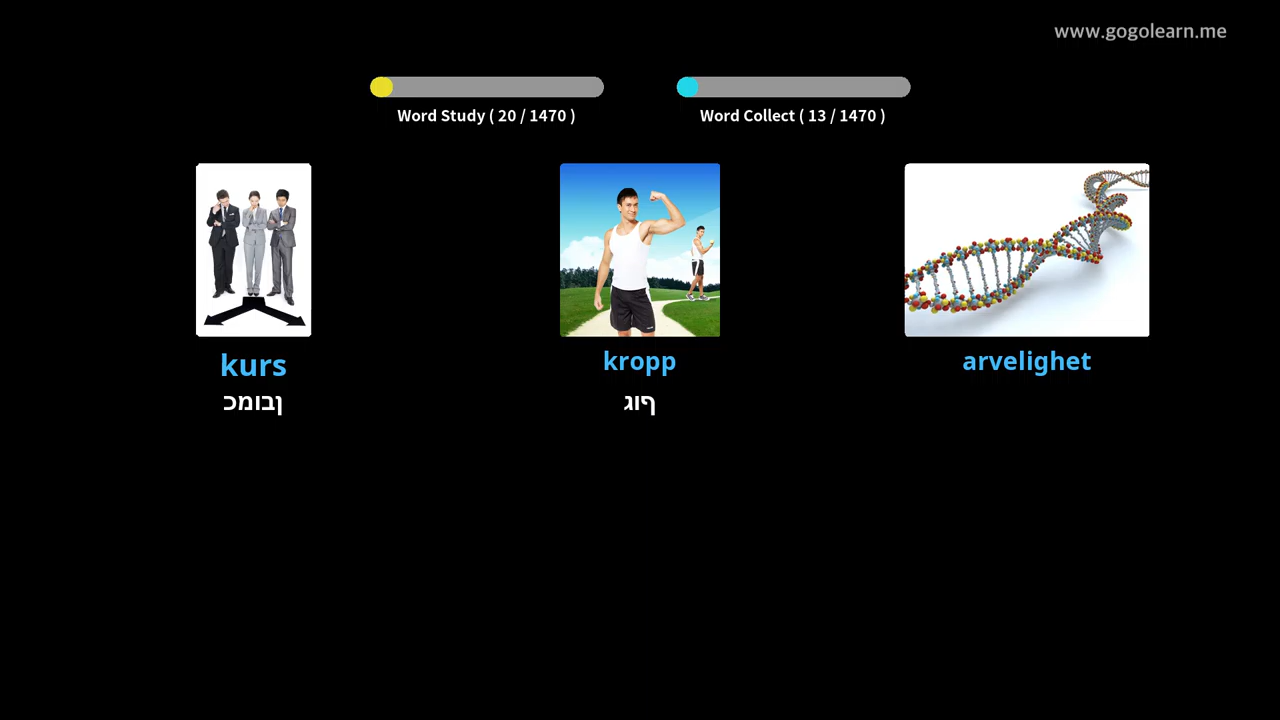 www.gogolearn.me
Word Study ( 20 / 1470 )
Word Collect ( 13 / 1470 )
kurs
kropp
arvelighet
ןבומכ
ףוג